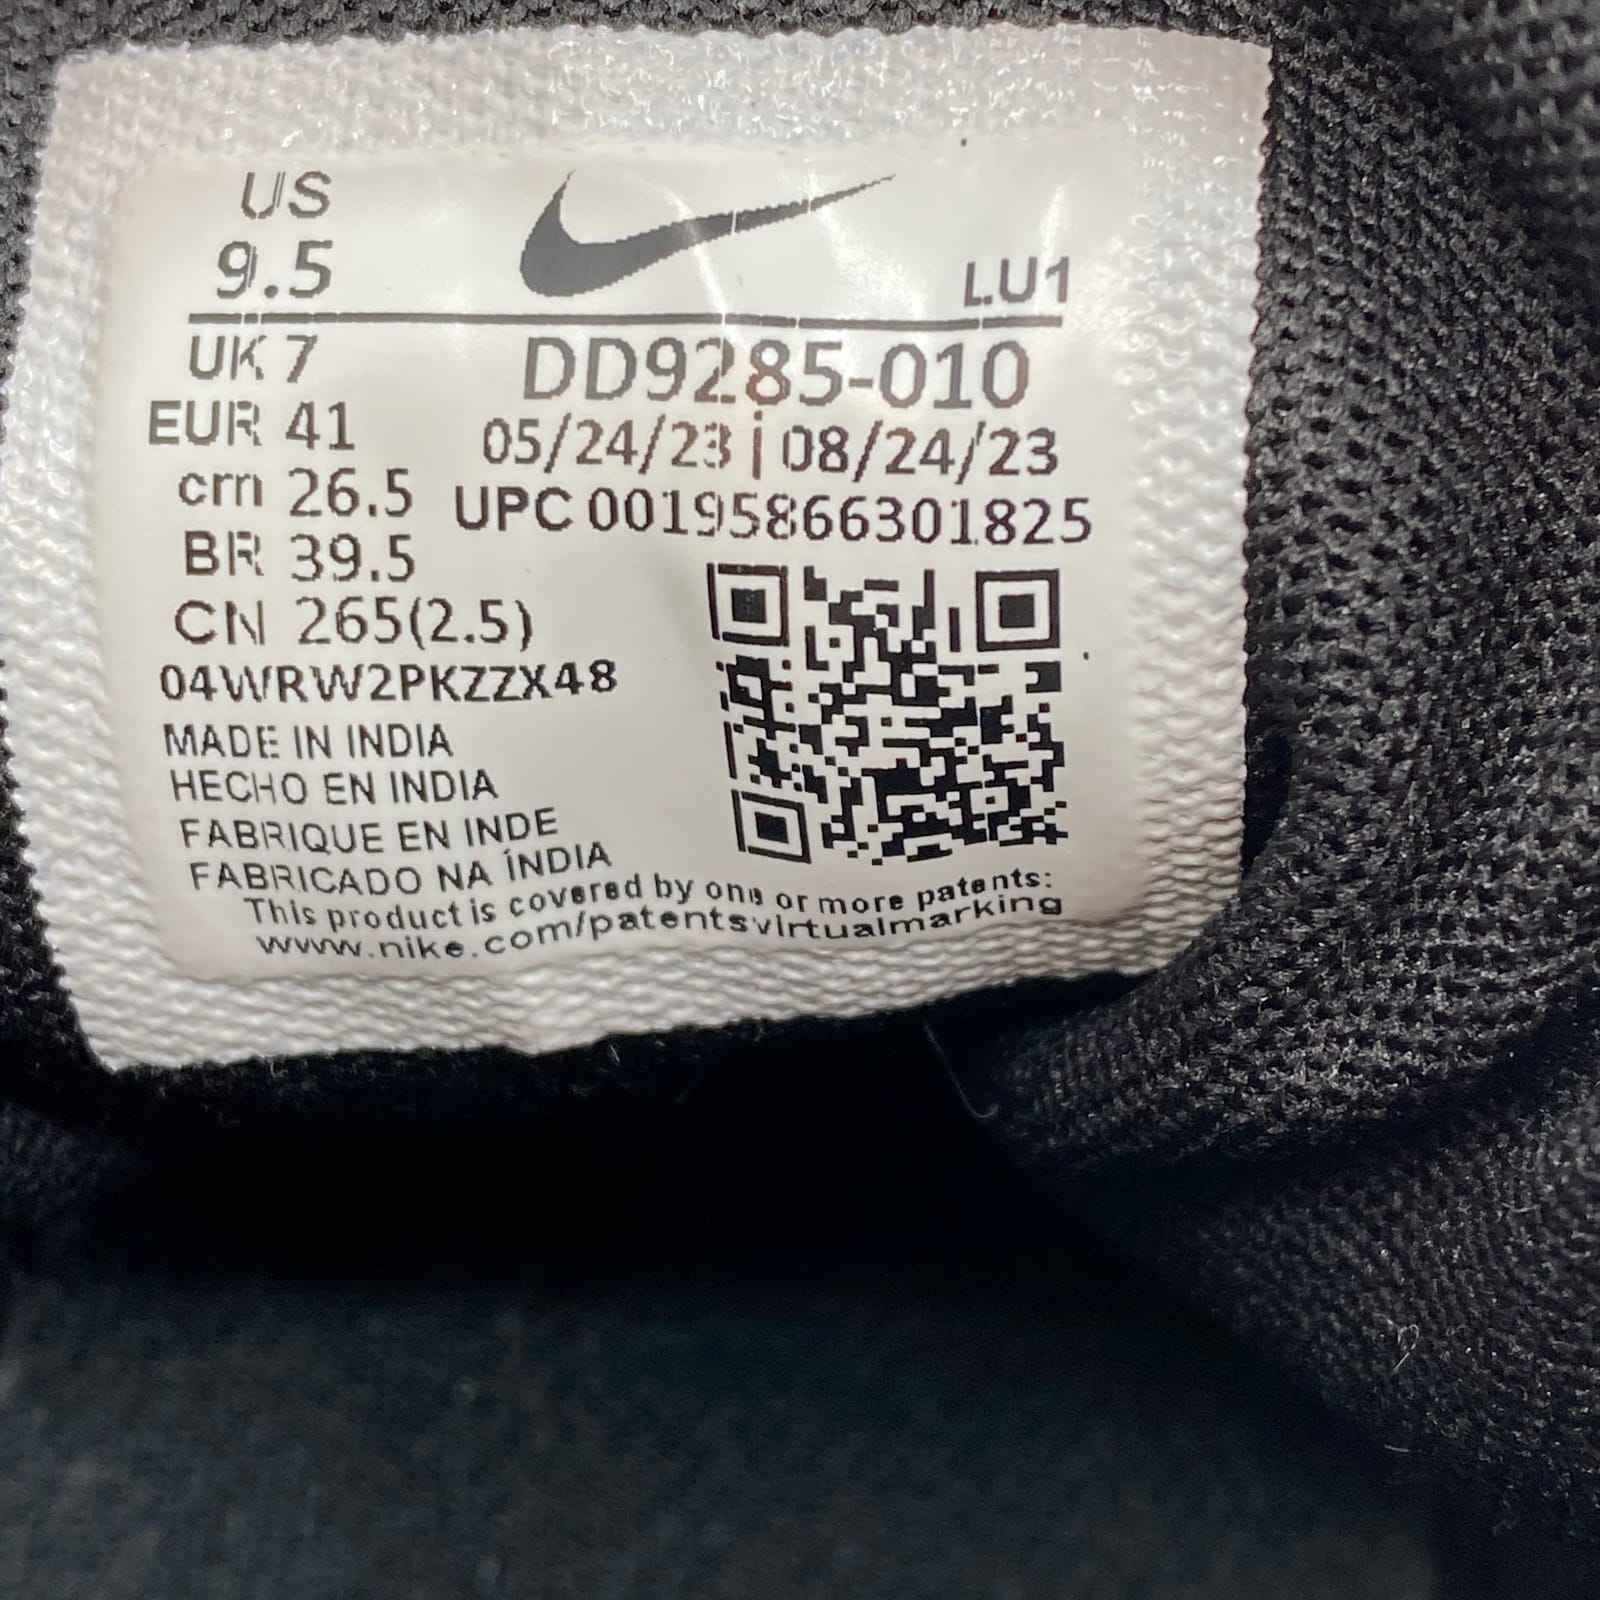 US
9.5
LU1
UK 7
DD9285-010
EUR 41
05/24/23 | 08/24/23
cm 26.5
UPC 00195866301825
BR 39.5
CN 265(2.5)
04WRW2PKZZX48
MADE IN INDIA
HECHO EN INDIA
FABRIQUE EN INDE
FABRICADO NA ÍNDIA
This product is covered by one or more patents:
www.nike.com/patentsvirtualmarking